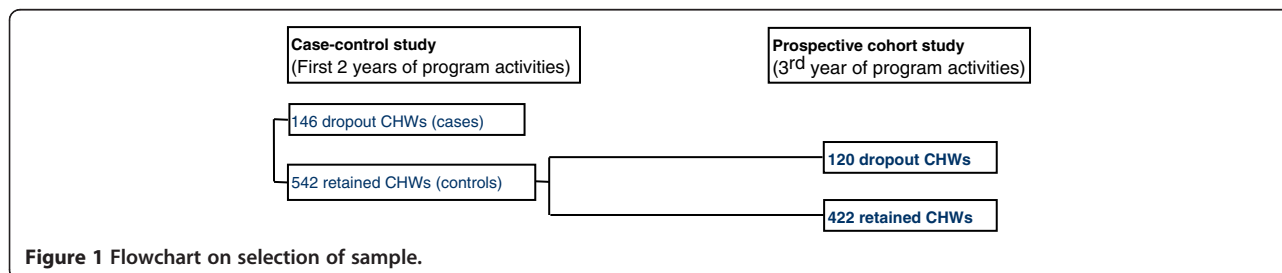 Case-control study
(First 2 years of program activities)
Prospective cohort study
(3rd year of program activities)
146 dropout CHWs (cases)
542 retained CHWs (controls)
120 dropout CHWs
422 retained CHWs
Figure 1 Flowchart on selection of sample.